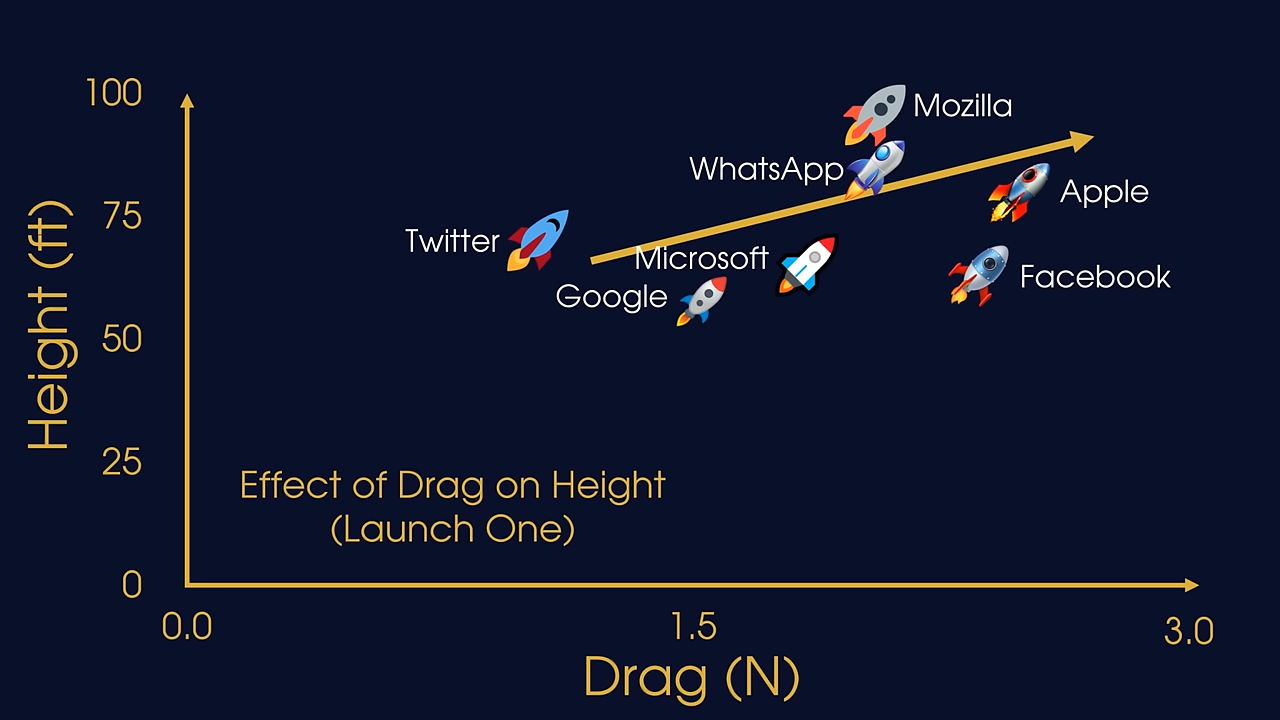 100
Mozilla
WhatsApp
Apple
75
Twitter
Microsoft
Facebook
Google
Height (ft)
50
25
Effect of Drag on Height
(Launch One)
0
0.0
1.5
3.0
Drag (N)